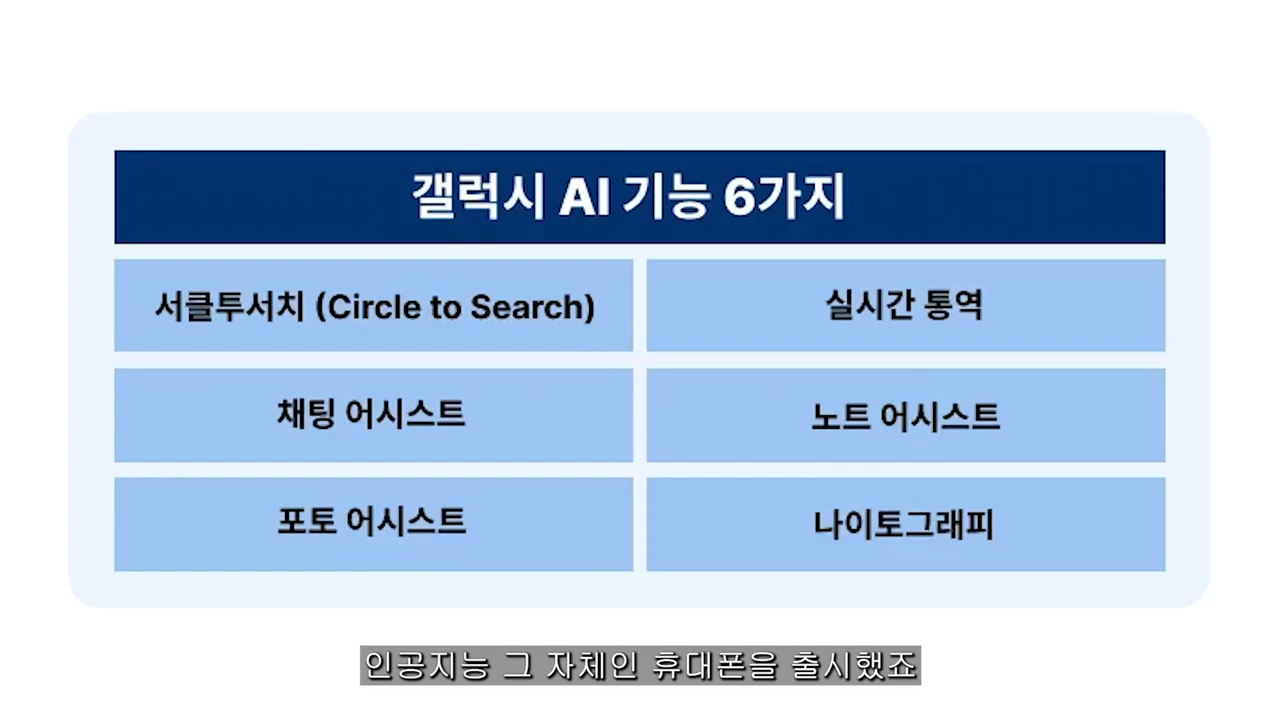 갤럭시 AI 기능 6가지
서클투서치 (Circle to Search)
실시간 통역
채팅 어시스트
노트 어시스트
포토 어시스트
나이토그래피
인공지능 그 자체인 휴대폰을 출시했죠